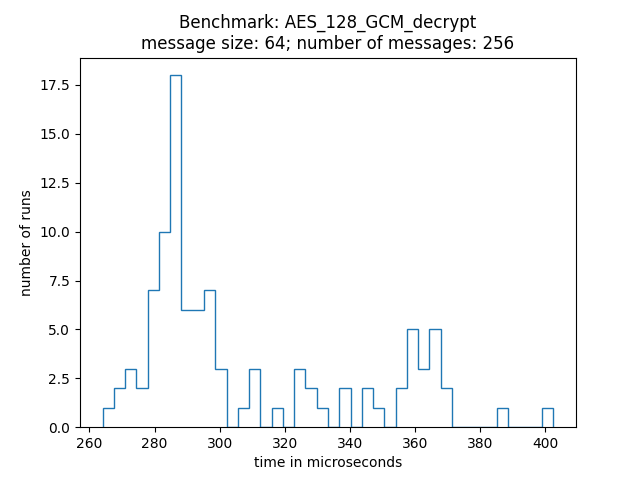 Benchmark: AES_128_GCM_decrypt
message size: 64; number of messages: 256
17.5
15.0
12.5
10.0
7.5
5.0
2.5
0.0
number of runs
260 280 300 320 340 360 380 400
time in microseconds